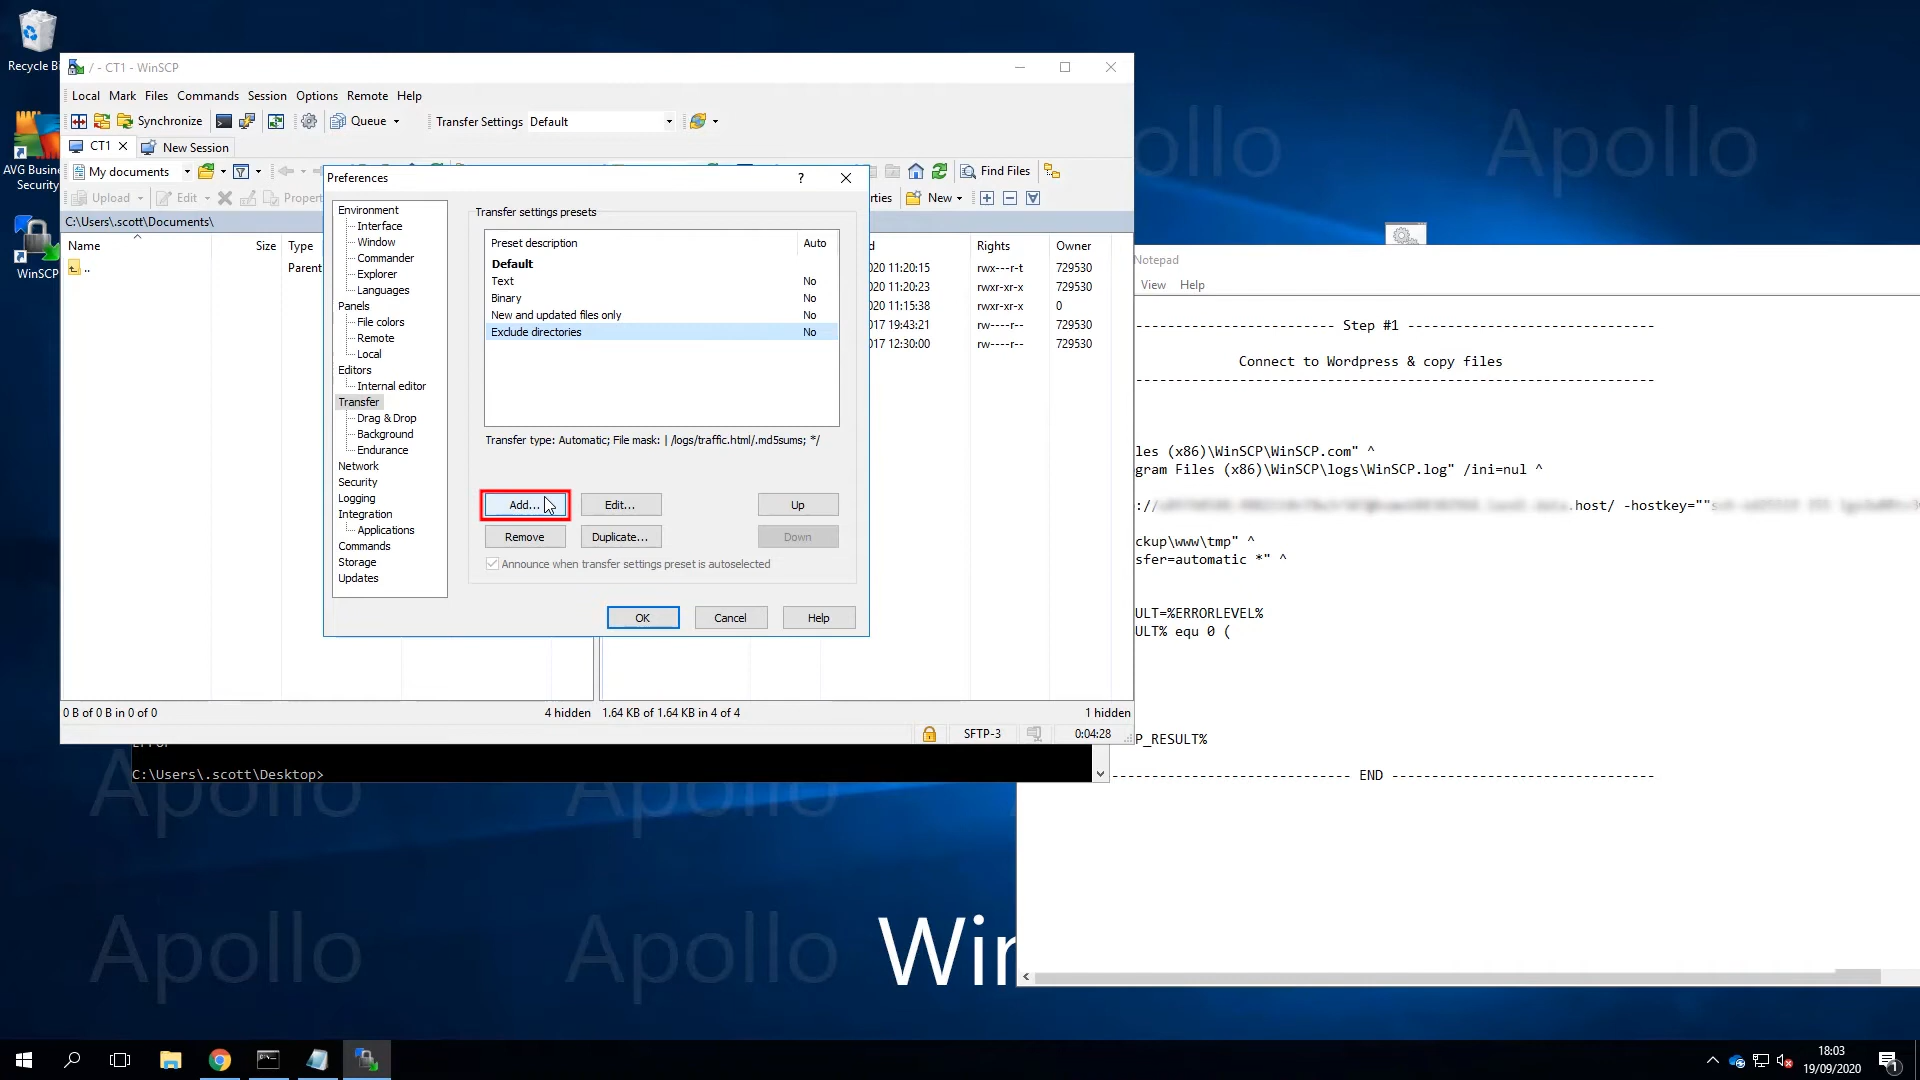 Recycle Bi
AVG Busine
Security
WinSCP
/ - CT1 - WinSCP
Local Mark Files Commands Session Options Remote Help
Synchronize Queue Transfer Settings Default
CT1 New Session
My documents
Find Files
Upload Edit Propert
rties New
C:\Users\.scott\Documents\
Name Size Type
d Rights Owner
.. Parent
020 11:20:15 rwx---r-t 729530
020 11:20:23 rwxr-xr-x 729530
020 11:15:38 rwxr-xr-x 0
017 19:43:21 rw----r-- 729530
017 12:30:00 rw----r-- 729530
0 B of 0 B in 0 of 0 4 hidden
1.64 KB of 1.64 KB in 4 of 4 1 hidden
SFTP-3 0:04:28
Preferences ?
Environment
Interface
Window
Commander
Explorer
Languages
Panels
File colors
Remote
Local
Editors
Internal editor
Transfer
Drag & Drop
Background
Endurance
Network
Security
Logging
Integration
Applications
Commands
Storage
Updates
Transfer settings presets
Preset description Auto
Default
Text No
Binary No
New and updated files only No
Exclude directories No
Transfer type: Automatic; File mask: | /logs/traffic.html/.md5sums; */
Add... Edit... Up
Remove Duplicate... Down
Announce when transfer settings preset is autoselected
OK Cancel Help
C:\Users\.scott\Desktop>
Notepad
View Help
---------------------- Step #1 ---------------------------
Connect to Wordpress & copy files
les (x86)\WinSCP\WinSCP.com" ^
gram Files (x86)\WinSCP\logs\WinSCP.log" /ini=nul ^
:// .host/ -hostkey=""
ckup\www\tmp" ^
sfer=automatic *" ^
ULT=%ERRORLEVEL%
ULT% equ 0 (
P_RESULT%
-------------------------- END -----------------------------
ollo Apollo
Apollo Apollo
Apollo Apollo
Win
18:03
19/09/2020
1